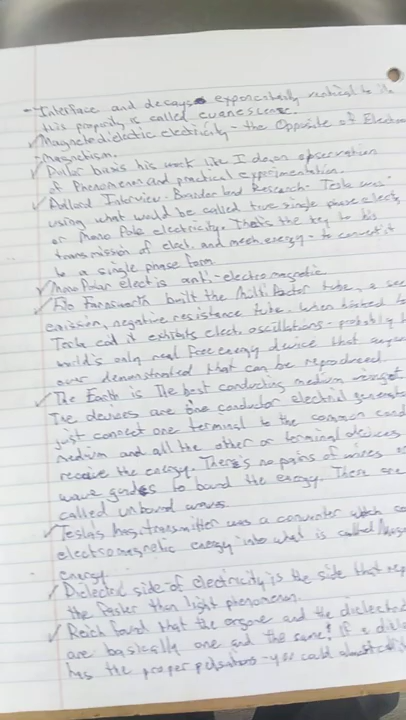 - Interface and decays exponentially vertical to its
this property is called evanescence.
✓ Magnetodielectric electricity - the Opposite of Electro
- Magnetism.
✓ Dollar his work like I do, on observation
of Phenomena and practical experimentation.
✓ Dollard Interview - Borderland Research - Tesla was
using what would be called true single phase elect
or Mono Pole electricity. That's the key to his
transmission of elect. and mech. energy - to convert it
to a single phase form
✓ Mono Polar elect is anti-electromagnetic
✓ Filo Farnsworth built the Multi Pactor tube, a
emission, negative resistance tube. When hooked to
Tesla coil it exhibits elect. oscillations - probably
world's only real free energy device that
ever demonstrated that can be reproduced
✓ The Earth is The best conducting medium
The devices are one conductor electrical
just connect one terminal to the common
medium and all the other or terminal devices
receive the energy. There's no pairs of wires
wave guides to bound the energy. These are
called unbound waves
✓ Tesla's Mag. transmitter was a converter which
electromagnetic energy into what is called
energy
✓ Dielectric side of electricity is the side that
the faster than light phenomenon.
✓ Reich found that the orgone and the dielectric
are basically one and the same! If a
has the proper pulsations - you could almost